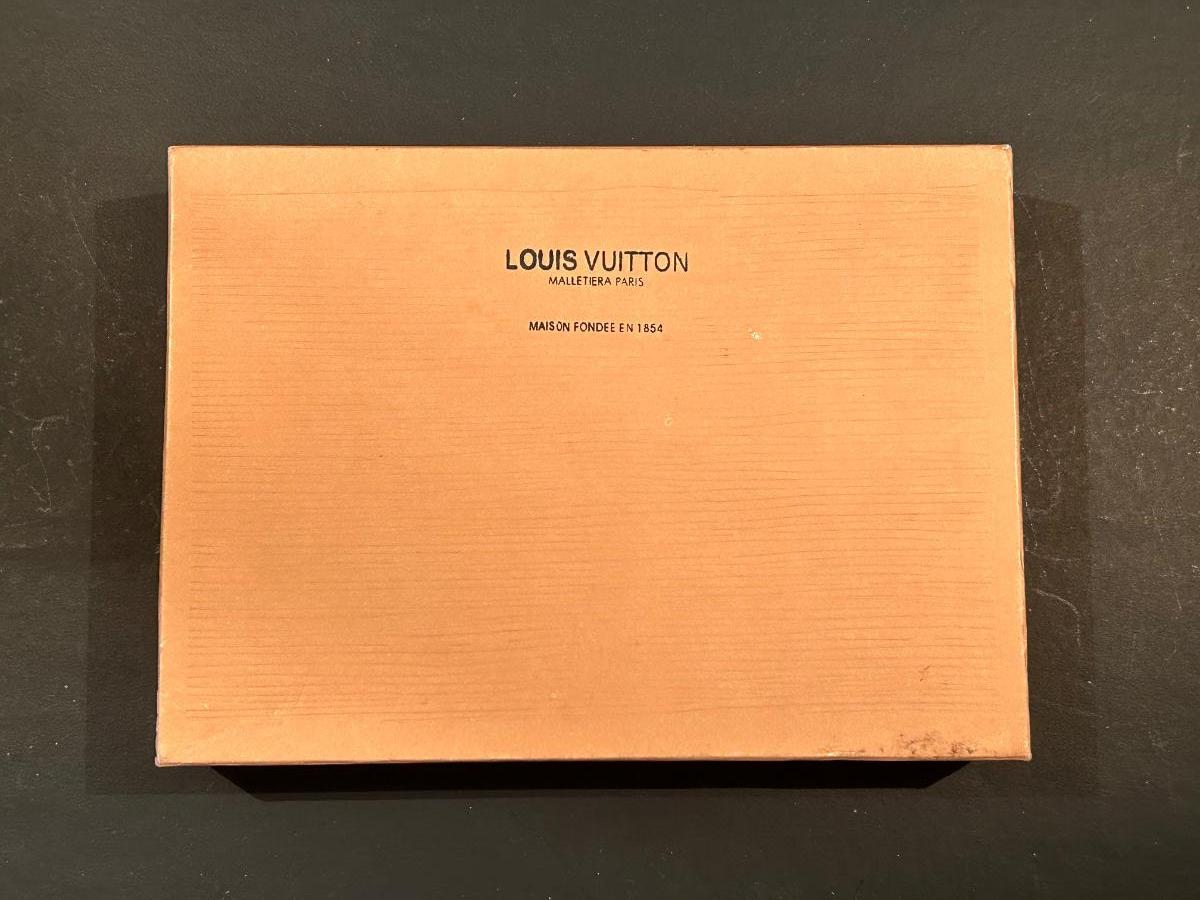 LOUIS VUITTON
MALLETIERA PARIS
MAISON FONDEE EN 1854